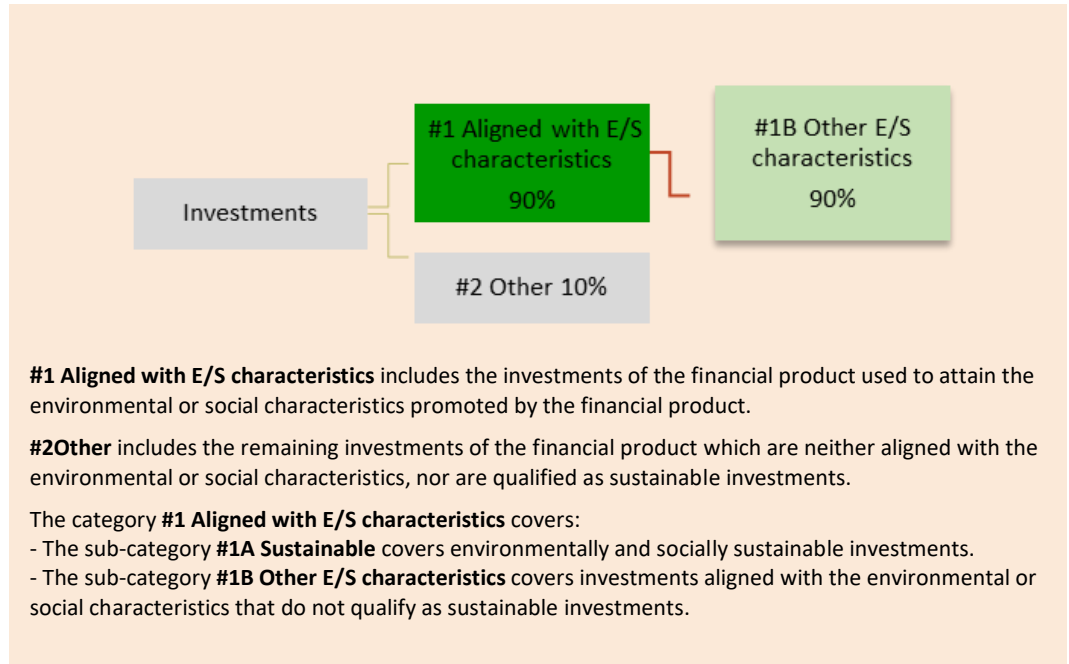 #1 Aligned with E/S
characteristics
90%
#1B Other E/S
characteristics
90%
Investments
#2 Other 10%
#1 Aligned with E/S characteristics includes the investments of the financial product used to attain the
environmental or social characteristics promoted by the financial product.
#2Other includes the remaining investments of the financial product which are neither aligned with the
environmental or social characteristics, nor are qualified as sustainable investments.
The category #1 Aligned with E/S characteristics covers:
- The sub-category #1A Sustainable covers environmentally and socially sustainable investments.
- The sub-category #1B Other E/S characteristics covers investments aligned with the environmental or
social characteristics that do not qualify as sustainable investments.